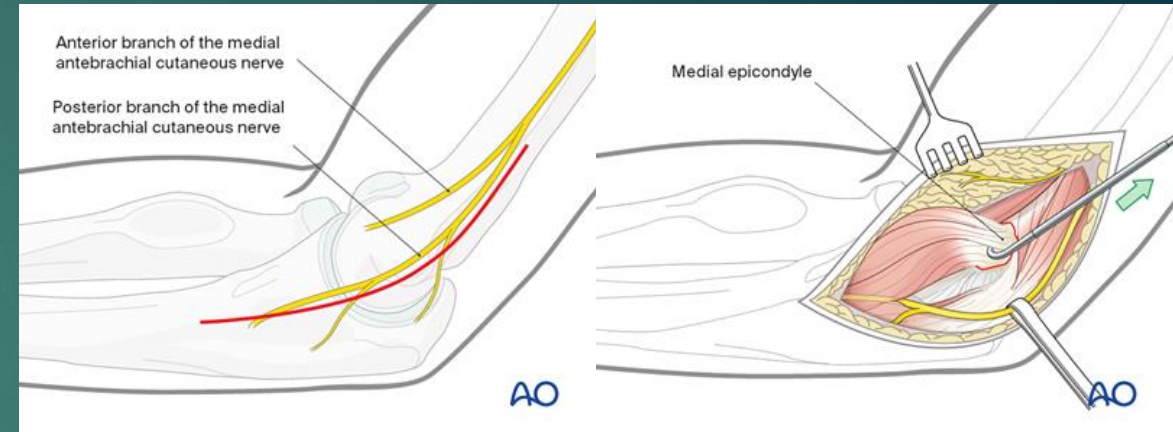 Anterior branch of the medial
antebrachial cutaneous nerve
Posterior branch of the medial
antebrachial cutaneous nerve
AO
Medial epicondyle
AO